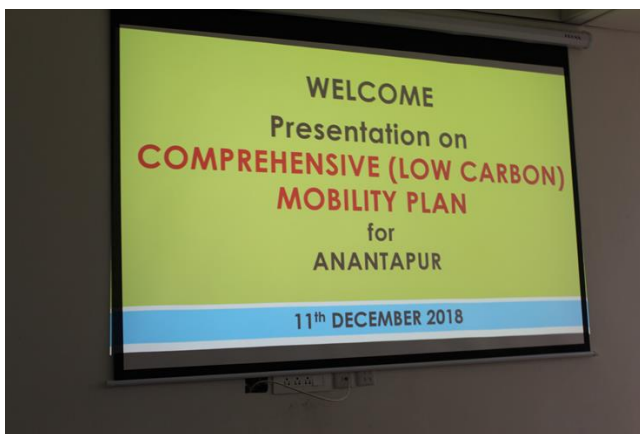 WELCOME
Presentation on
COMPREHENSIVE (LOW CARBON)
MOBILITY PLAN
for
ANANTAPUR
11th DECEMBER 2018